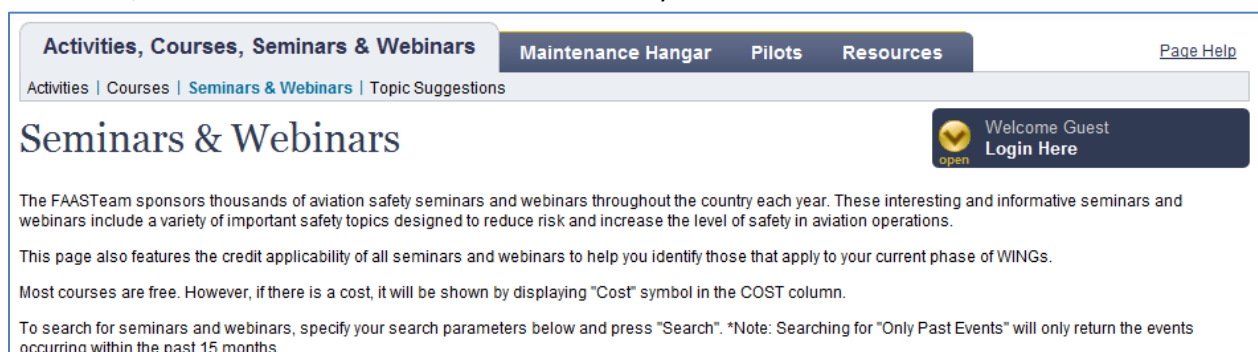 Activities, Courses, Seminars & Webinars Maintenance Hangar Pilots Resources Page Help
Activities | Courses | Seminars & Webinars | Topic Suggestions
Seminars & Webinars
Welcome Guest
open Login Here
The FAASTeam sponsors thousands of aviation safety seminars and webinars throughout the country each year. These interesting and informative seminars and
webinars include a variety of important safety topics designed to reduce risk and increase the level of safety in aviation operations.
This page also features the credit applicability of all seminars and webinars to help you identify those that apply to your current phase of WINGs.
Most courses are free. However, if there is a cost, it will be shown by displaying "Cost" symbol in the COST column.
To search for seminars and webinars, specify your search parameters below and press "Search". *Note: Searching for "Only Past Events" will only return the events
occurring within the past 15 months.